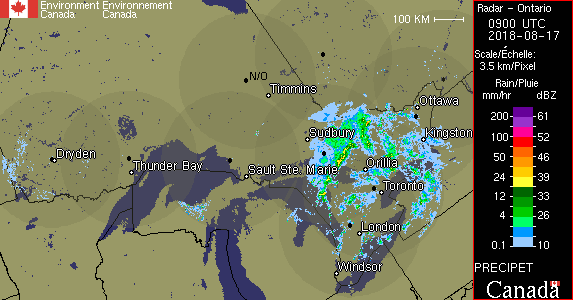 Environment Environnement
Canada Canada
100 KM
N/O
Timmins
Ottawa
Sudbury
Kingston
Dryden
Thunder Bay
Sault Ste. Marie
Orillia
Toronto
London
Windsor
Radar - Ontario
0900 UTC
2018-08-17
Scale/Échelle:
3.5 km/Pixel
Rain/Pluie
mm/hr dBZ
200 61
100 52
50 46
24 39
12 33
4 26
0.1 10
PRECIPET
Canada